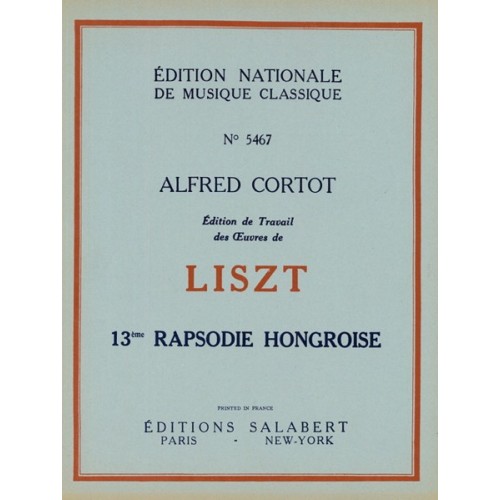 ÉDITION NATIONALE
DE MUSIQUE CLASSIQUE
No 5467
ALFRED CORTOT
Édition de Travail
des Œuvres de
LISZT
13ème RAPSODIE HONGROISE
PRINTED IN FRANCE
ÉDITIONS SALABERT
PARIS - NEW-YORK